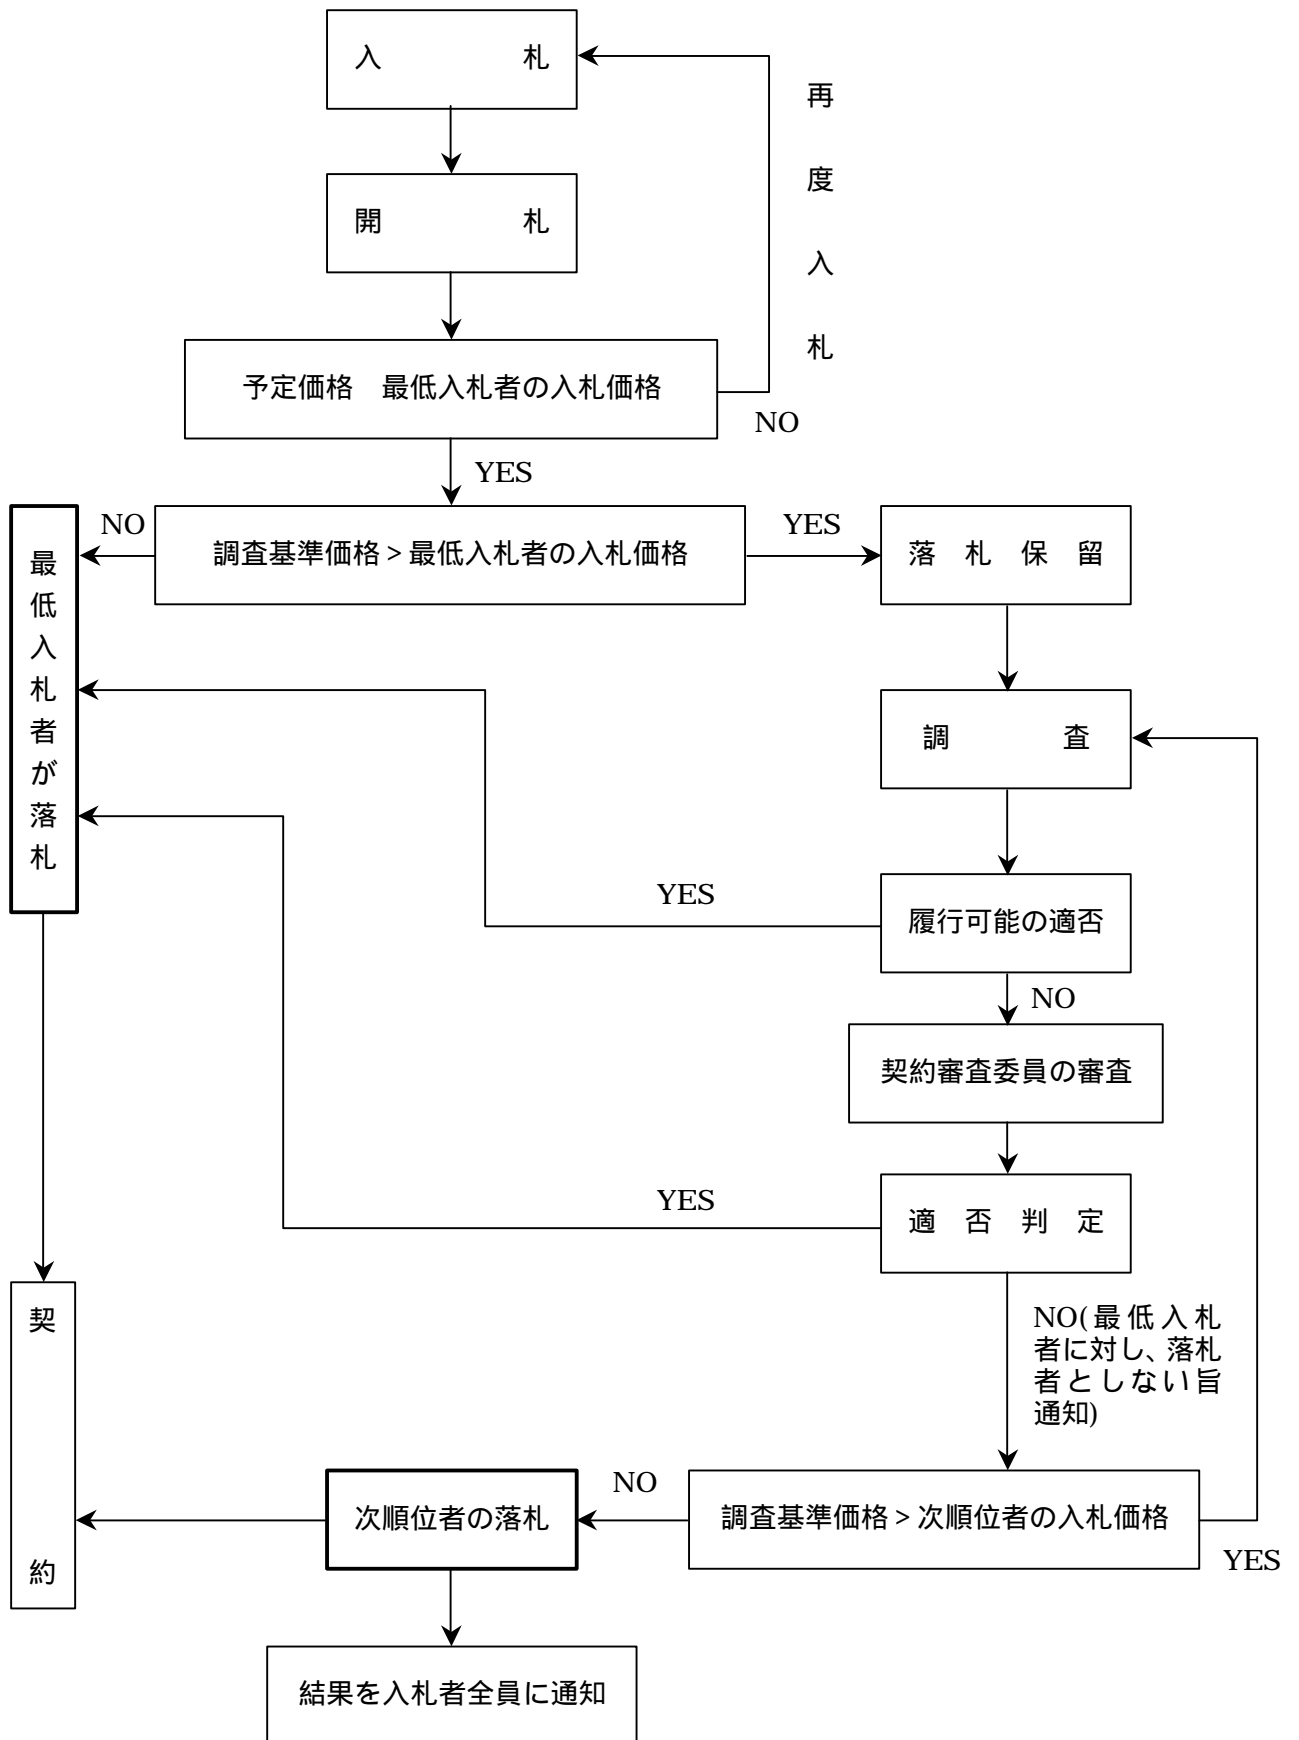 入　　　　　札
再度入札
開　　　　　札
予定価格　最低入札者の入札価格
NO
YES
NO
調査基準価格＞最低入札者の入札価格
YES
落　札　保　留
最低入札者が落札
調　　　　査
YES
履行可能の適否
NO
契約審査委員の審査
YES
適　否　判　定
NO(最低入札
者に対し、落札
者としない旨
通知)
契　　　　約
次順位者の落札
NO
調査基準価格＞次順位者の入札価格
YES
結果を入札者全員に通知